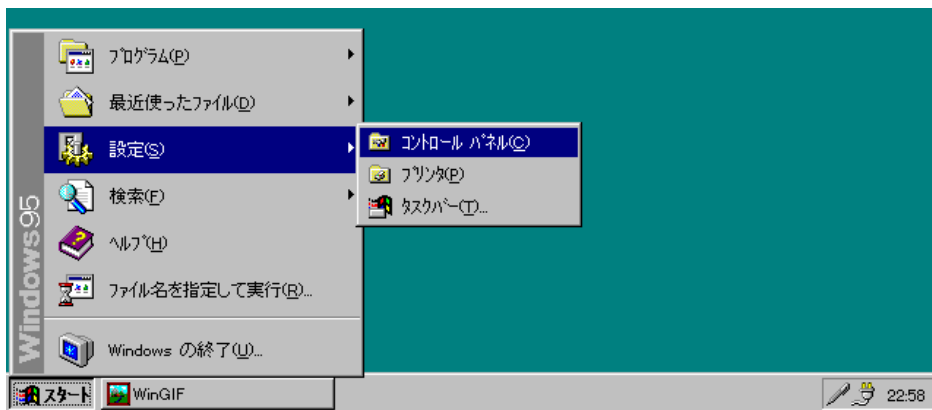 Windows95
ﾌﾟﾛｸﾞﾗﾑ(P)
最近使ったﾌｧｲﾙ(D)
設定(S)
検索(F)
ﾍﾙﾌﾟ(H)
ﾌｧｲﾙ名を指定して実行(R)...
Windows の終了(U)...
ｺﾝﾄﾛｰﾙ ﾊﾟﾈﾙ(C)
ﾌﾟﾘﾝﾀ(P)
ﾀｽｸﾊﾞｰ(T)...
スタート
WinGIF
22:58